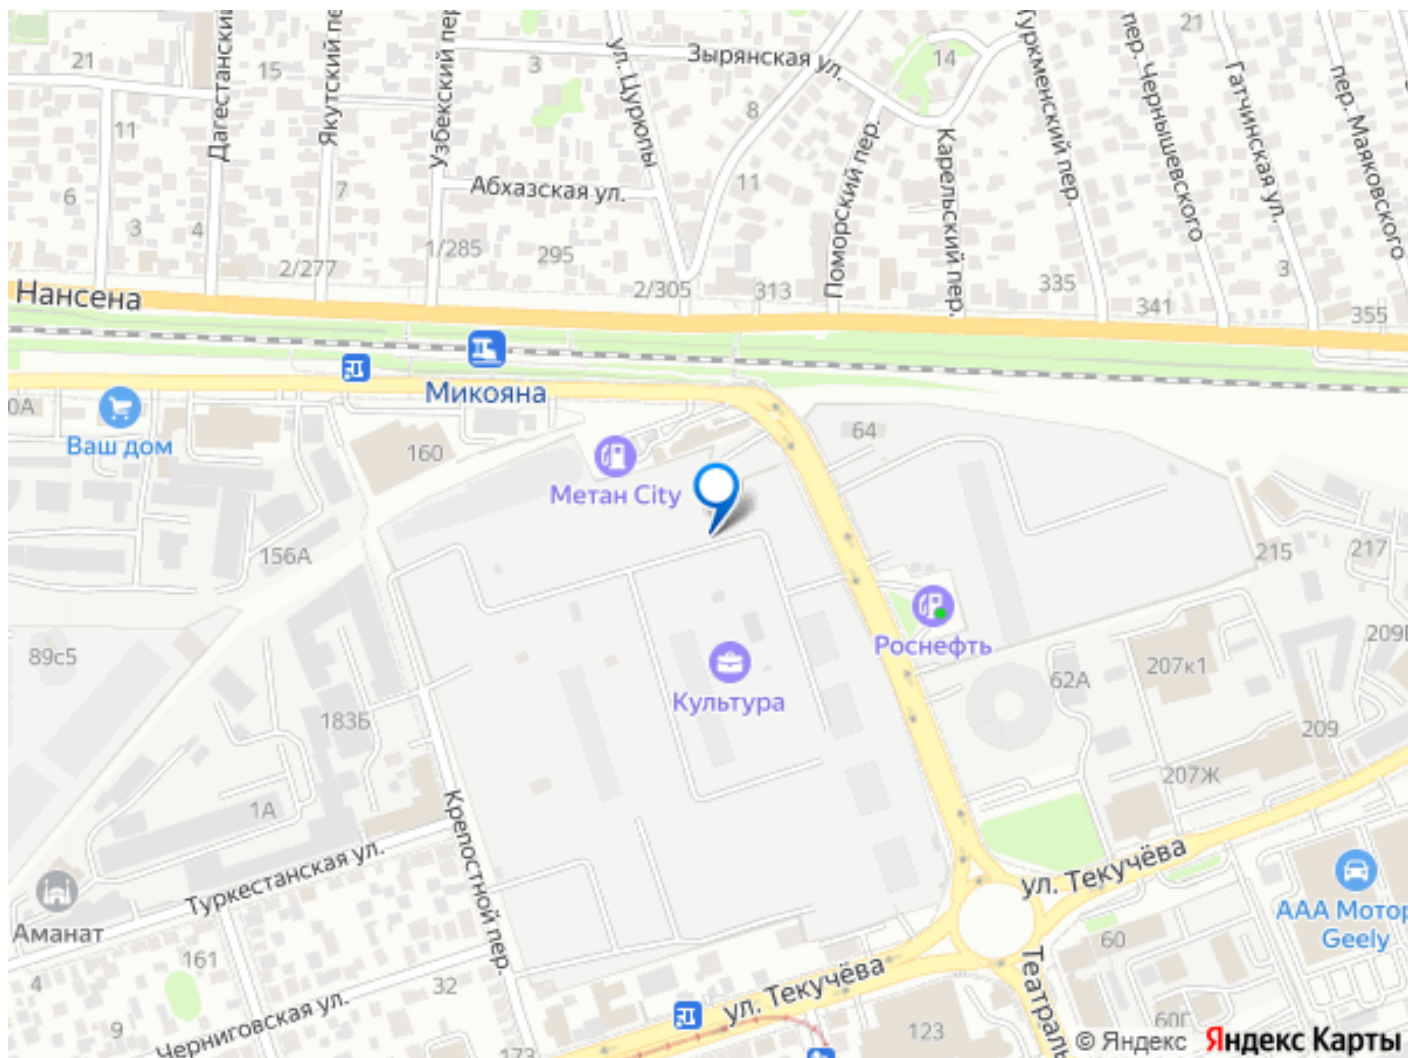 21
Дагестанский
15
Якутский пе
Узбекский пер
3
ул. Цурюпы
Зырянская ул.
14
Туркменский пер.
пер. Чернышевского
21
Гатчинская ул.
пер. Маяковского
8
11
Поморский пер.
Карельский пер.
6
7
Абхазская ул.
11
3
4
1/285
295
2/277
2/305
313
335
341
3
355
Нансена
Микояна
0А
Ваш дом
160
64
Метан City
156А
215
217
Роснефть
209Б
89с5
Культура
62А
207к1
183Б
209
207Ж
1А
Крепостной пер.
Туркестанская ул.
ул. Текучёва
Аманат
ААА Мотор
Geely
161
60
4
32
ул. Текучёва
Театраль
Черниговская ул.
9
173
123
60Г
© Яндекс Яндекс Карты